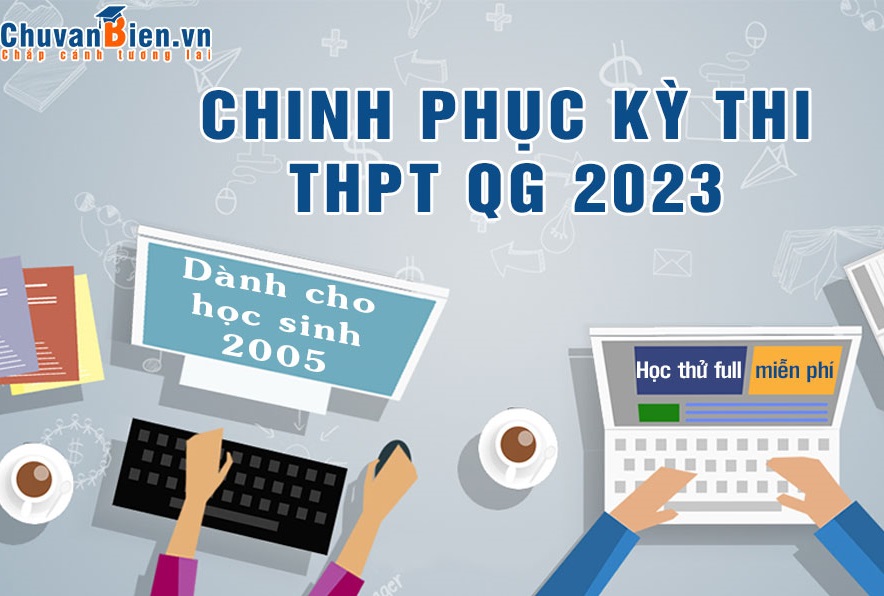 ChuvanBien.vn
Chắp cánh tương lai
CHINH PHỤC KỲ THI
THPT QG 2023
Dành cho
học sinh
2005
Học thử full miễn phí